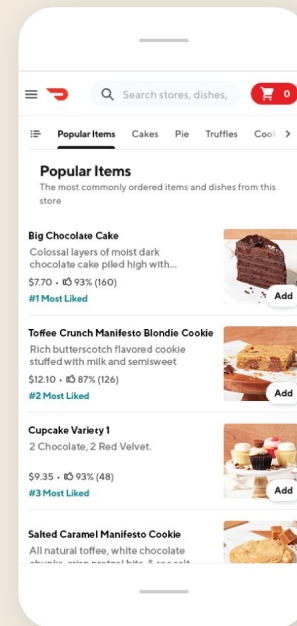 Search stores, dishes,
0
Popular Items
Cakes
Pie
Truffles
Popular Items
The most commonly ordered items and dishes from this
store
Big Chocolate Cake
Colossal layers of moist dark
chocolate cake piled high with...
$7.70 • 93% (160)
#1 Most Liked
Add
Toffee Crunch Manifesto Blondie Cookie
Rich butterscotch flavored cookie
stuffed with milk and semisweet
$12.10 • 87% (126)
#2 Most Liked
Add
Cupcake Variety 1
2 Chocolate, 2 Red Velvet.
$9.35 • 93% (48)
#3 Most Liked
Add
Salted Caramel Manifesto Cookie
All natural toffee, white chocolate